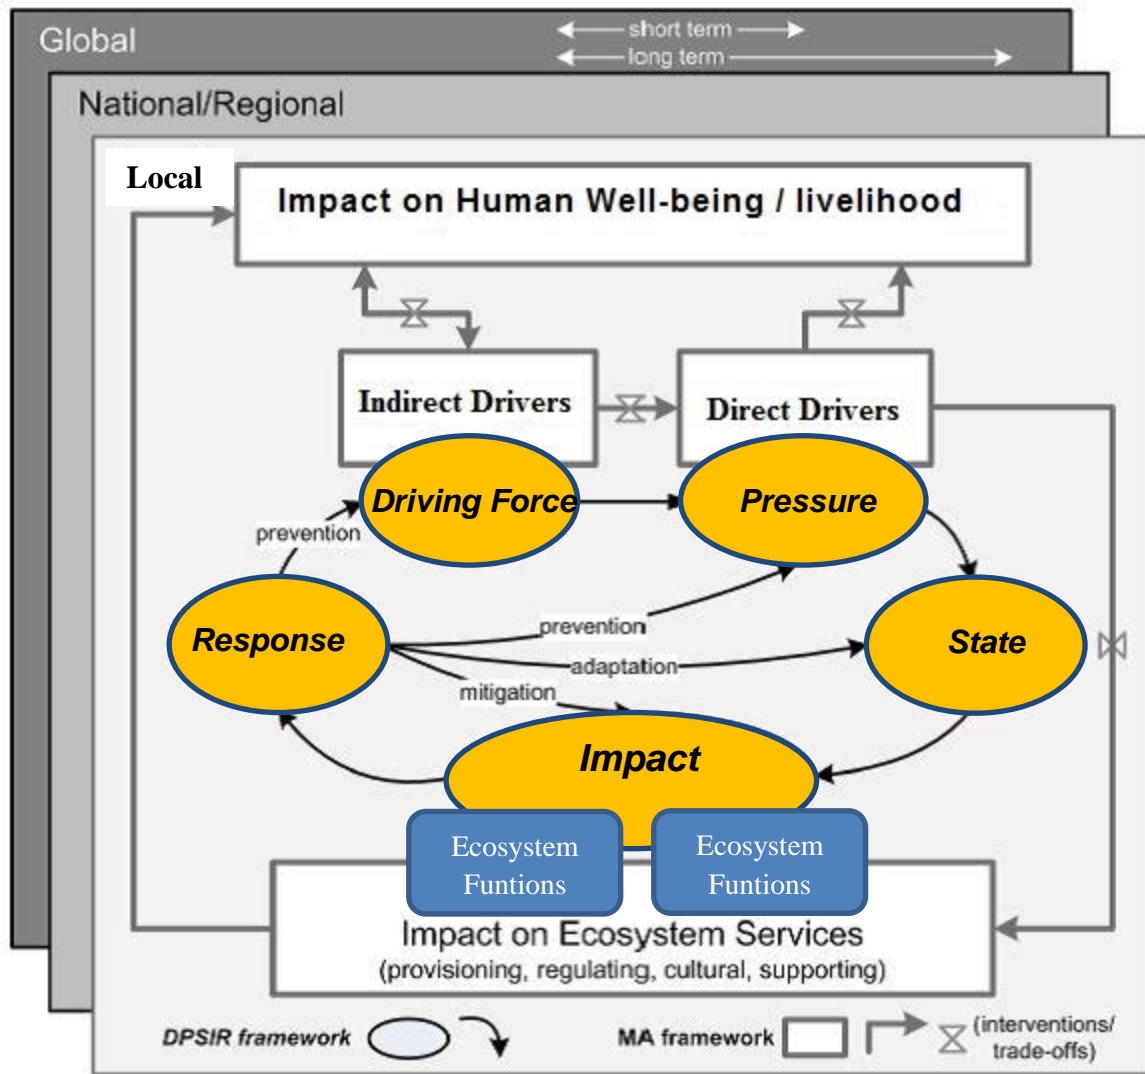 Global
short term
long term
National/Regional
Local
Impact on Human Well-being / livelihood
Indirect Drivers
Direct Drivers
Driving Force
Pressure
prevention
Response
prevention
State
adaptation
mitigation
Impact
Ecosystem
Funtions
Ecosystem
Funtions
Impact on Ecosystem Services
(provisioning, regulating, cultural, supporting)
DPSIR framework
MA framework
(interventions/
trade-offs)